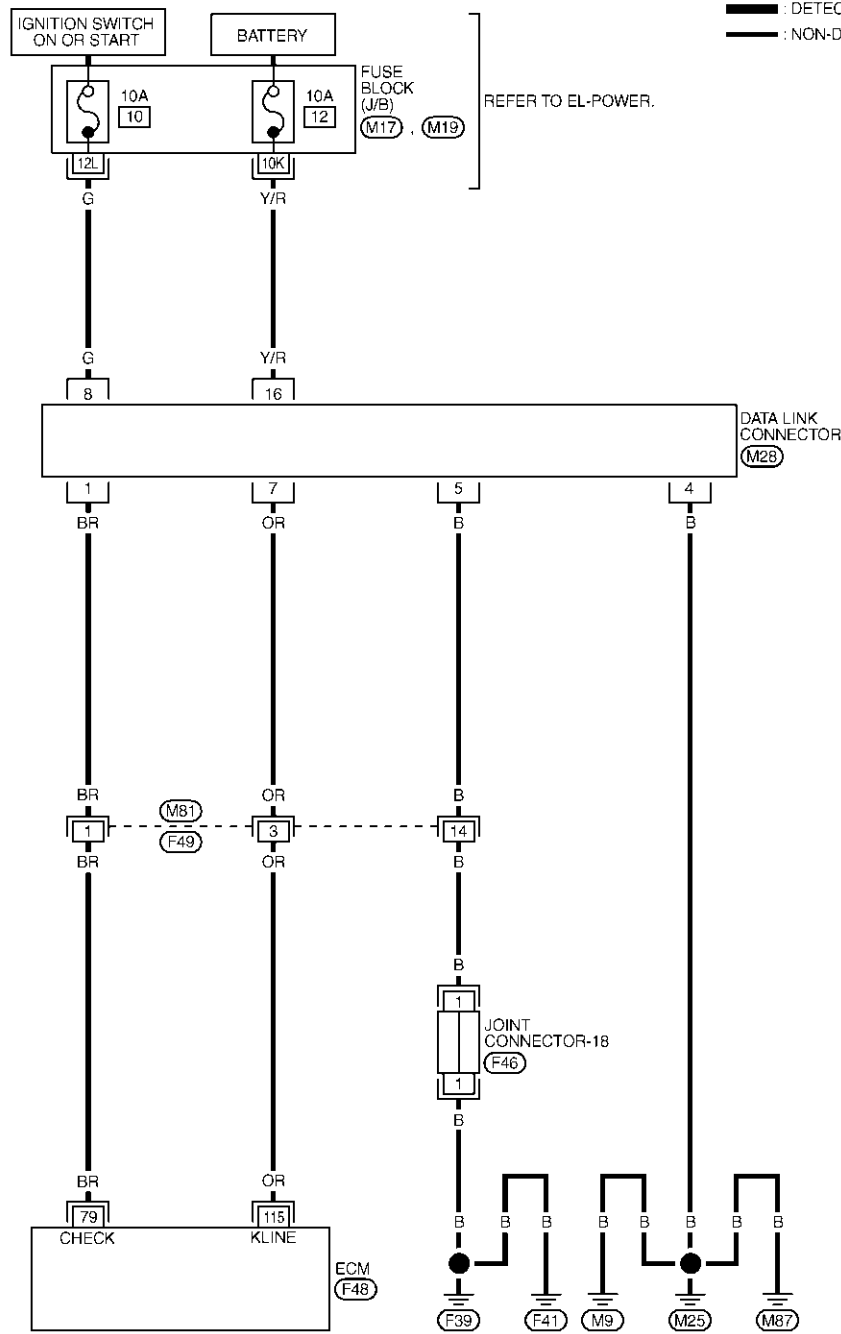 : DETEC
: NON-D
IGNITION SWITCH
ON OR START
BATTERY
FUSE
BLOCK
(J/B)
M17 , M19
REFER TO EL-POWER.
10A
10
10A
12
12L
10K
G
Y/R
G
Y/R
8
16
DATA LINK
CONNECTOR
M28
1
7
5
4
BR
OR
B
B
BR
M81
OR
B
1
3
14
F49
BR
OR
B
B
1
JOINT
CONNECTOR-18
F46
1
B
BR
OR
79
115
CHECK
KLINE
ECM
F48
B
B
B
B
B
F39
F41
M9
M25
M87